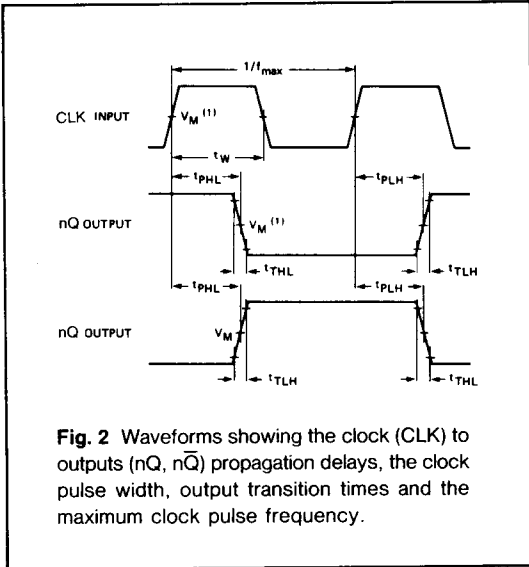 1/fmax
CLK INPUT
VM (1)
tW
tPHL
tPLH
nQ OUTPUT
VM (1)
tTHL
tTLH
tPHL
tPLH
nQ OUTPUT
VM
tTLH
tTHL
Fig. 2 Waveforms showing the clock (CLK) to
outputs (nQ, nQ̅) propagation delays, the clock
pulse width, output transition times and the
maximum clock pulse frequency.